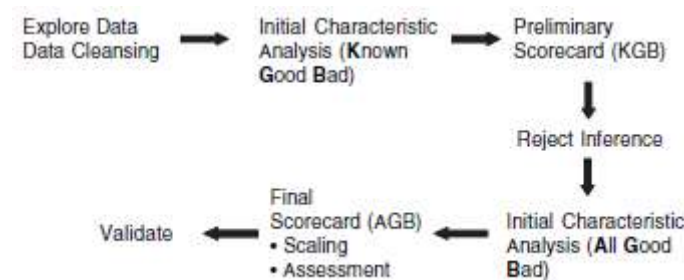 Explore Data
Data Cleansing
Initial Characteristic
Analysis (Known
Good Bad)
Preliminary
Scorecard (KGB)
Reject Inference
Initial Characteristic
Analysis (All Good
Bad)
Final
Scorecard (AGB)
• Scaling
• Assessment
Validate